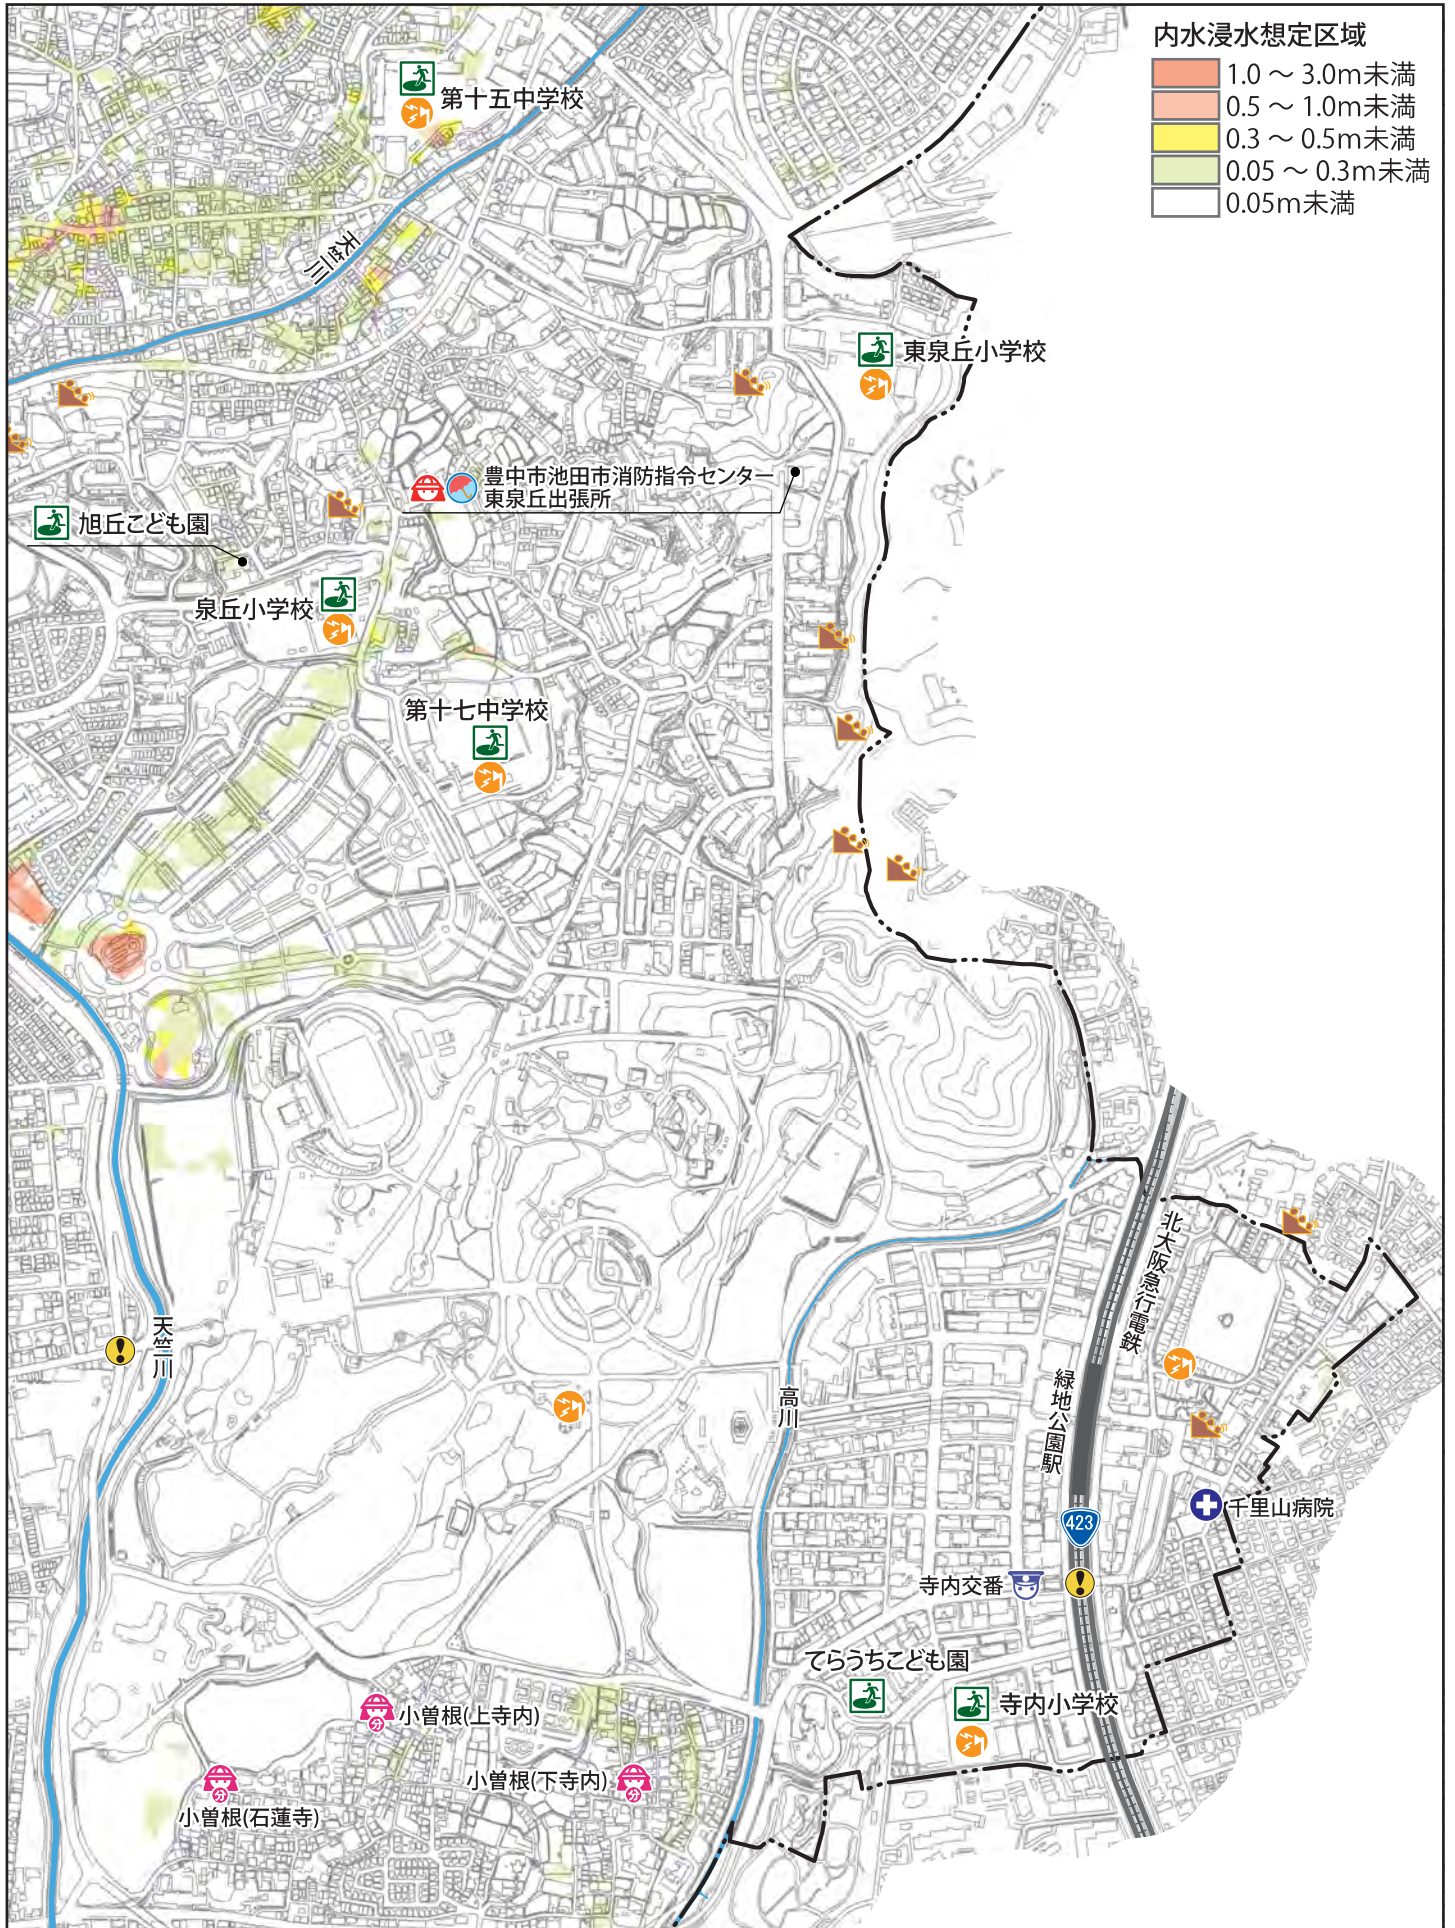 内水浸水想定区域
1.0 ～ 3.0m未満
0.5 ～ 1.0m未満
0.3 ～ 0.5m未満
0.05 ～ 0.3m未満
0.05m未満
第十五中学校
天竺川
東泉丘小学校
豊中市池田市消防指令センター
東泉丘出張所
旭丘こども園
泉丘小学校
第十七中学校
北大阪急行電鉄
天竺川
緑地公園駅
高川
千里山病院
423
寺内交番
てらうちこども園
寺内小学校
小曽根(上寺内)
分
小曽根(下寺内)
分
分
小曽根(石蓮寺)